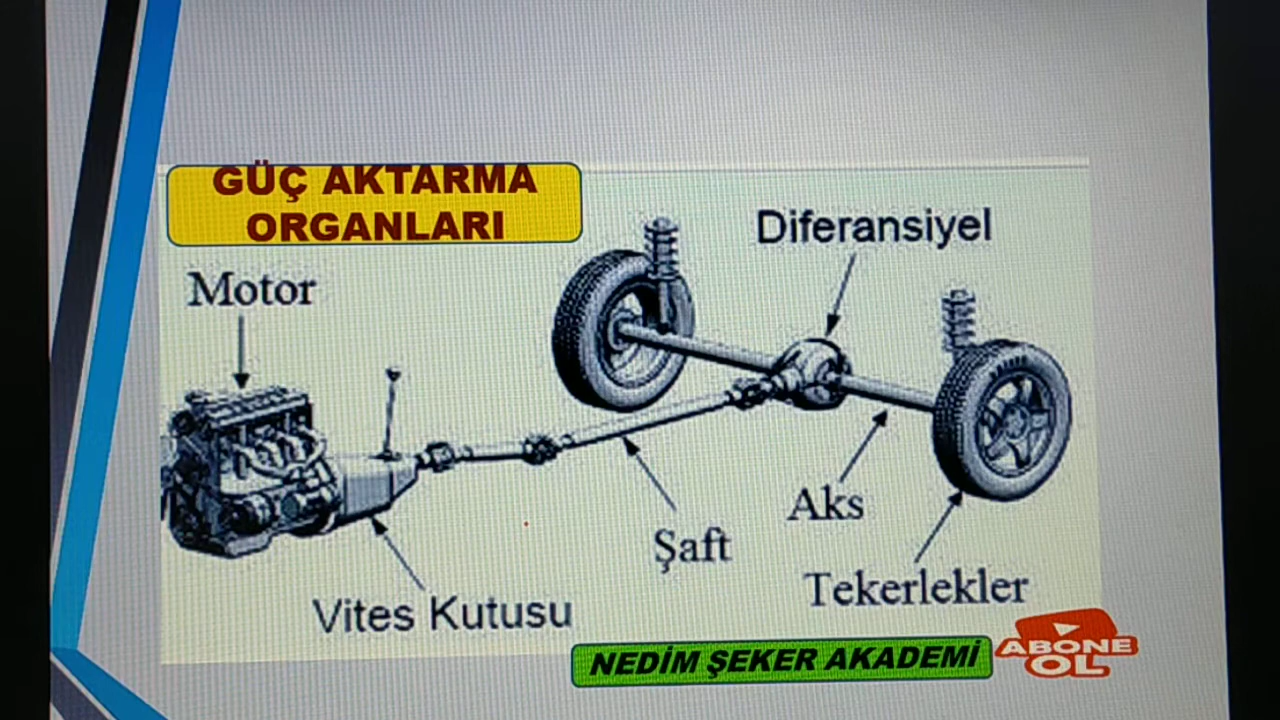 GÜÇ AKTARMA
ORGANLARI
Diferansiyel
Motor
Aks
Şaft
Tekerlekler
Vites Kutusu
NEDİM ŞEKER AKADEMİ
ABONE
OL